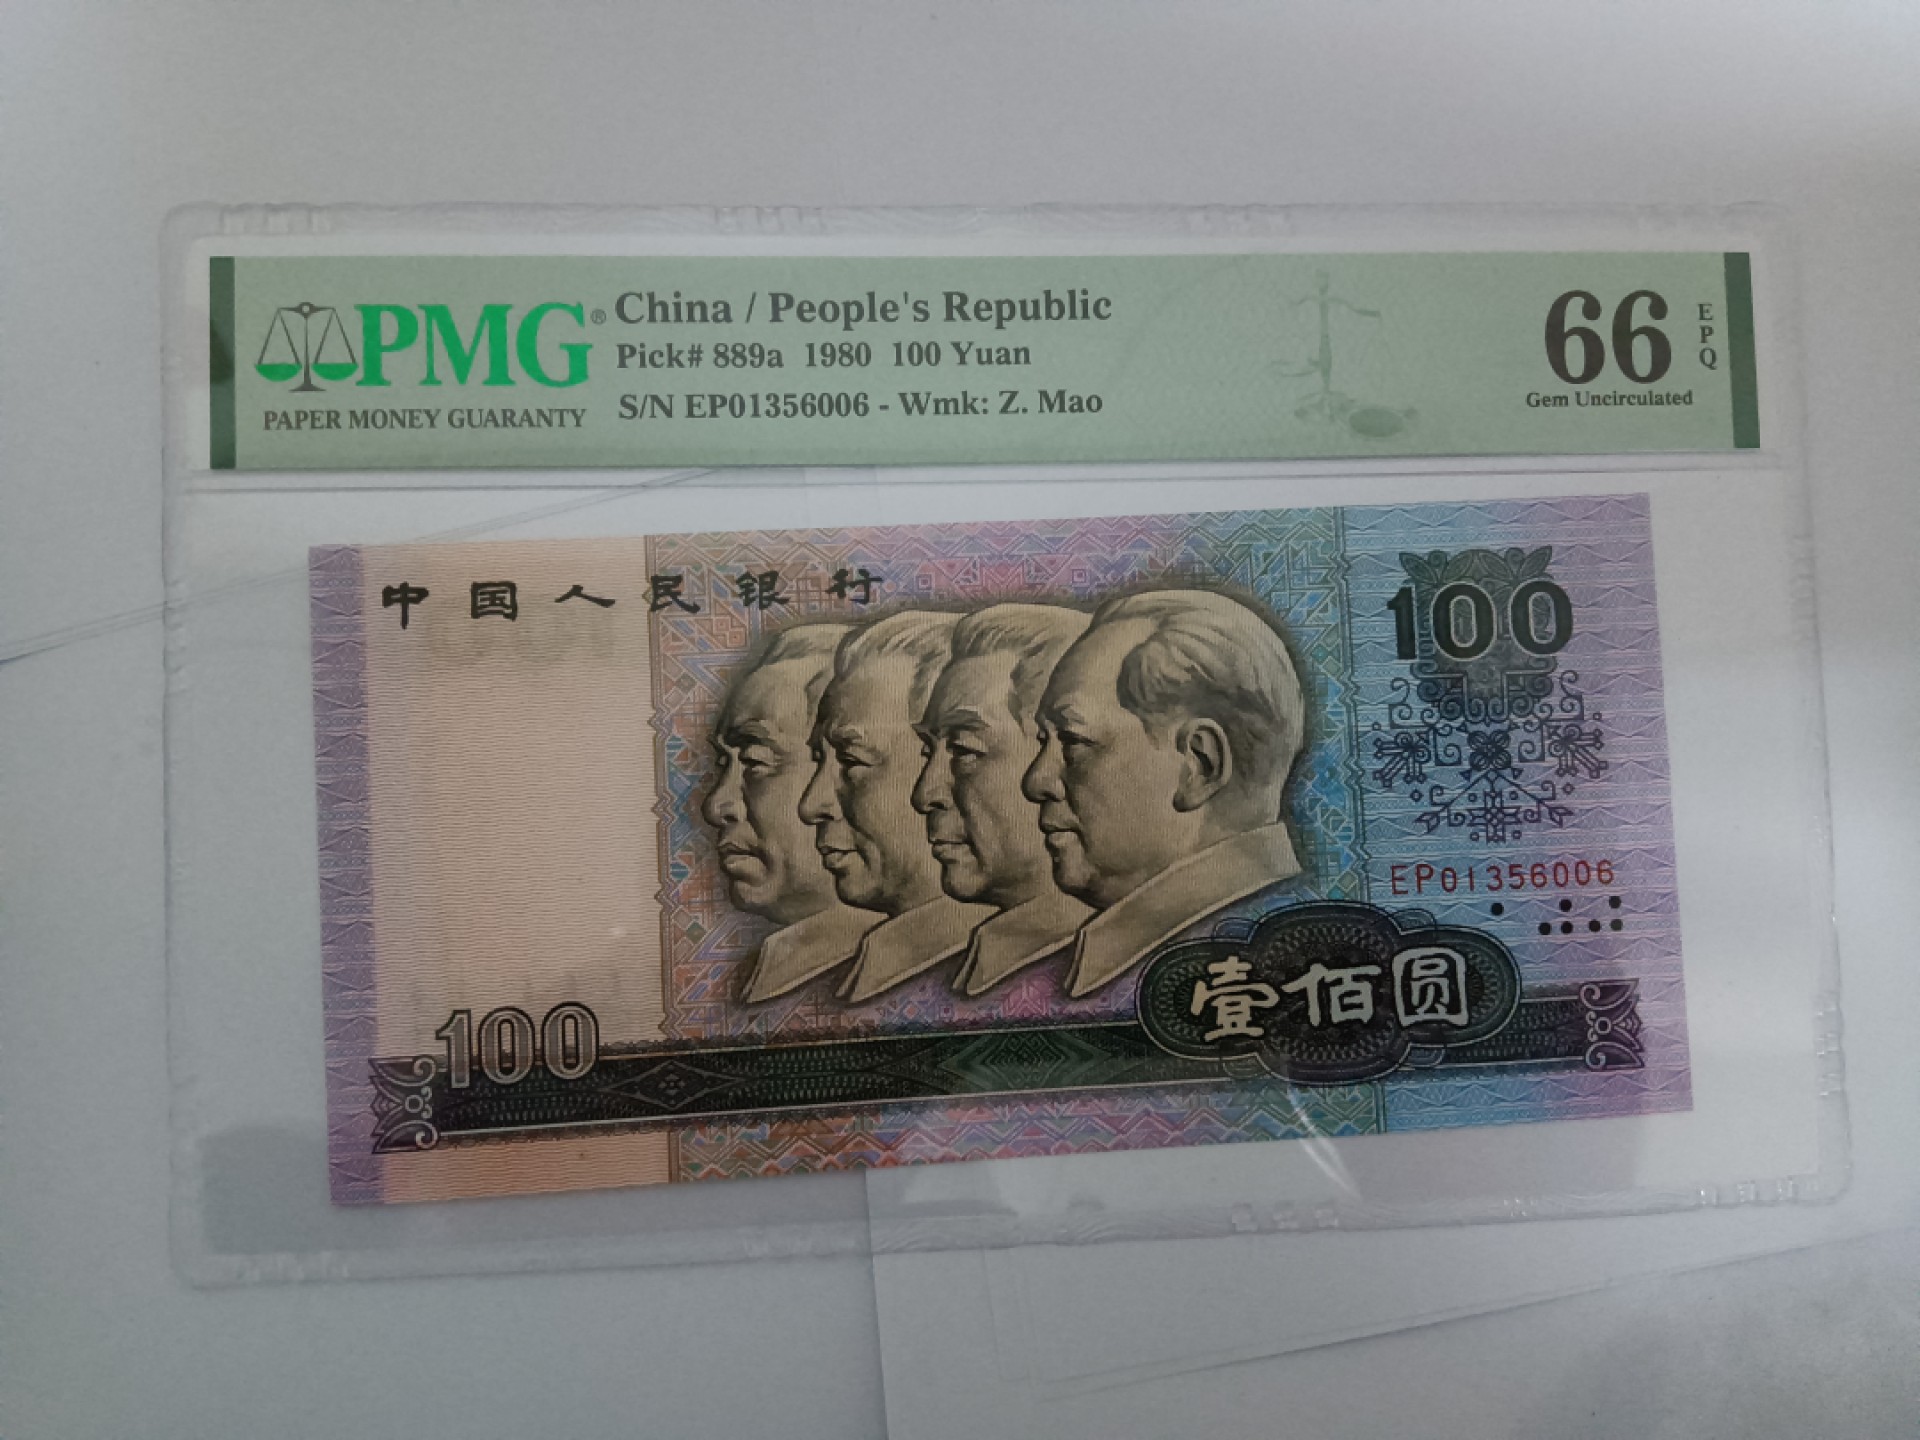 PMG®
PAPER MONEY GUARANTY
China / People's Republic
Pick# 889a 1980 100 Yuan
S/N EP01356006 - Wmk: Z. Mao
66
EPQ
Gem Uncirculated
中国人民银行
100
EP01356006
壹佰圆
100